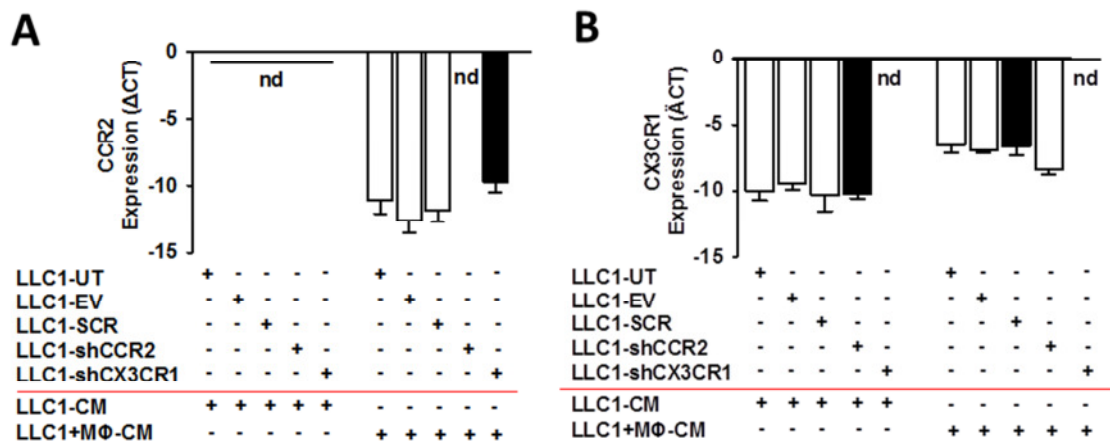 A
CCR2
Expression (ΔCT)
0
-5
-10
-15
nd
nd
LLC1-UT + - - - - + - - - -
LLC1-EV - + - - - - + - - -
LLC1-SCR - - + - - - - + - -
LLC1-shCCR2 - - - + - - - - + -
LLC1-shCX3CR1 - - - - + - - - - +
LLC1-CM + + + + + - - - - -
LLC1+MΦ-CM - - - - - + + + + +
B
CX3CR1
Expression (ÄCT)
0
-5
-10
-15
nd
nd
LLC1-UT + - - - - + - - - -
LLC1-EV - + - - - - + - - -
LLC1-SCR - - + - - - - + - -
LLC1-shCCR2 - - - + - - - - + -
LLC1-shCX3CR1 - - - - + - - - - +
LLC1-CM + + + + + - - - - -
LLC1+MΦ-CM - - - - - + + + + +